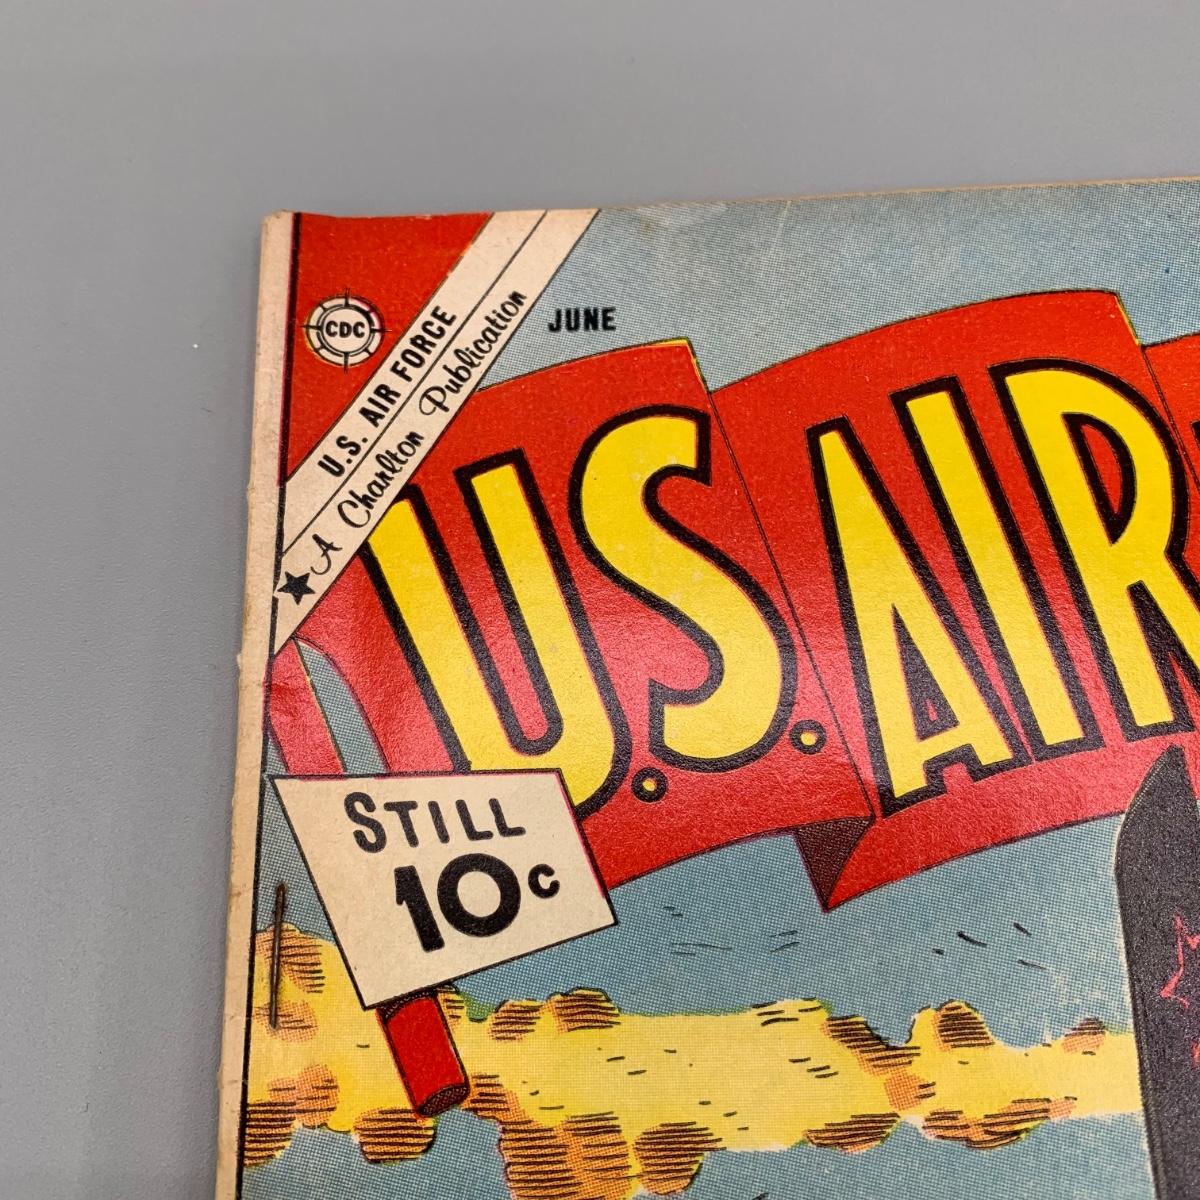 CDC
U.S. AIR FORCE
A Charlton Publication
JUNE
U.S. AIR
STILL
10c